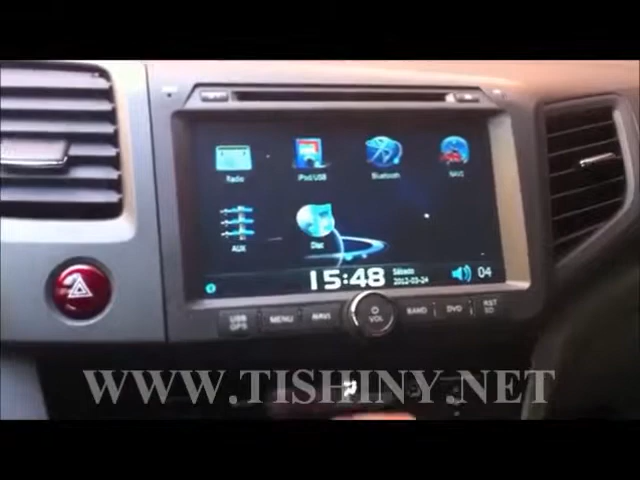 Radio
iPod/USB
Bluetooth
NAVI
AUX
Disc
15:48
Sábado
2012-03-24
04
USB
GPS
MENU
NAVI
VOL
BAND
DVD
RST
SD
WWW.TISHINY.NET